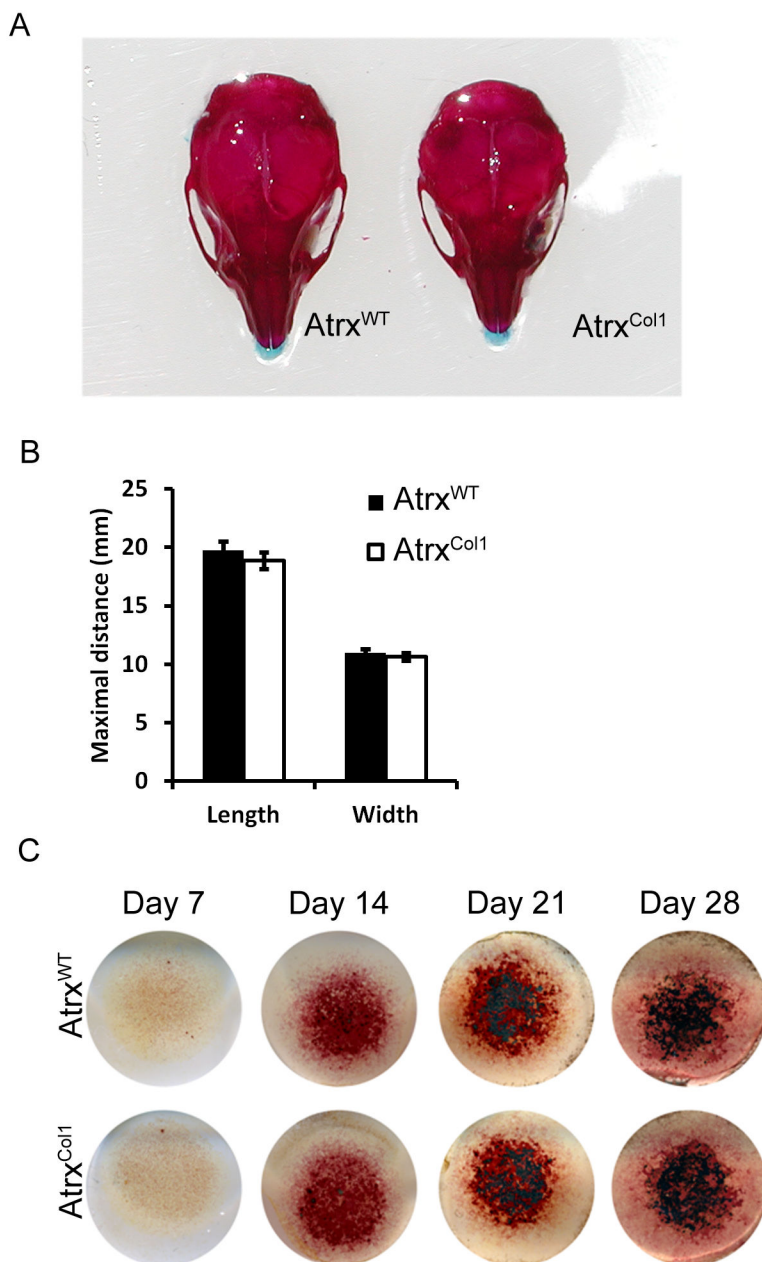 A
Atrx^WT
Atrx^Col1
B
25
20
15
10
5
0
Maximal distance (mm)
Atrx^WT
Atrx^Col1
Length Width
C
Day 7 Day 14 Day 21 Day 28
Atrx^WT
Atrx^Col1